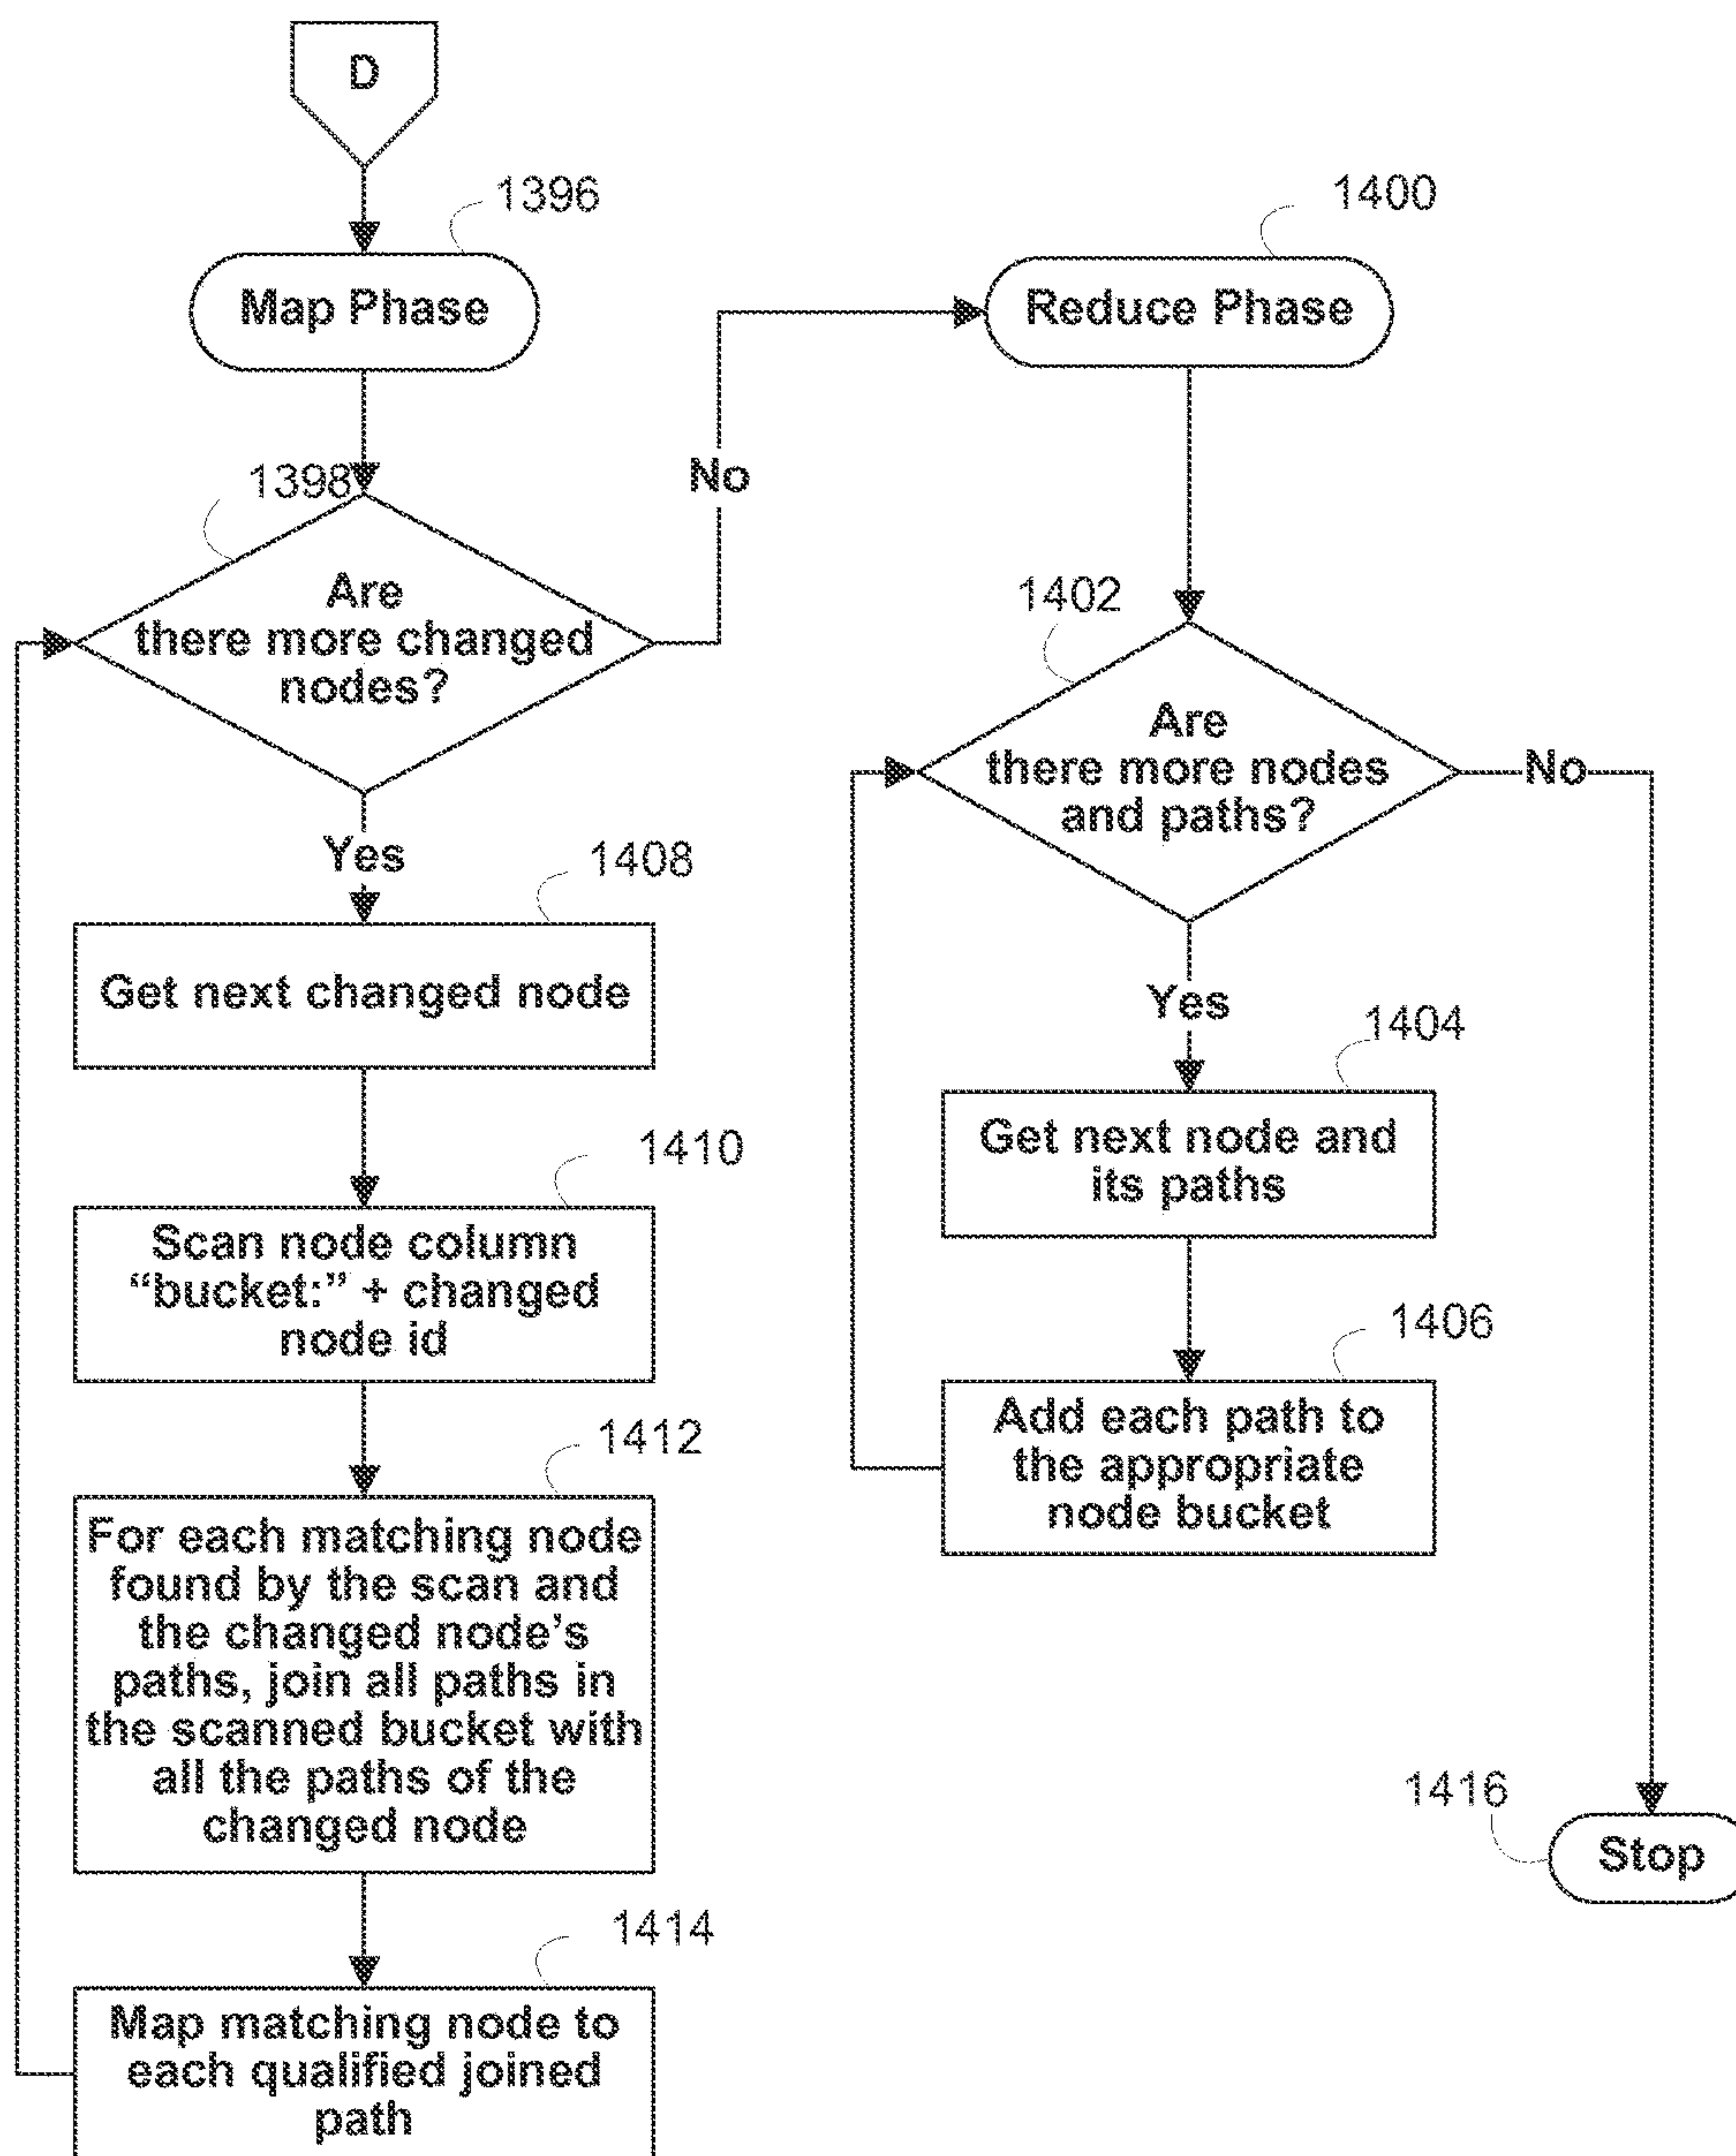 D
1396
Map Phase
1398
Are
there more changed
nodes?
No
Yes
1408
Get next changed node
1410
Scan node column
“bucket:” + changed
node id
1412
For each matching node
found by the scan and
the changed node’s
paths, join all paths in
the scanned bucket with
all the paths of the
changed node
1414
Map matching node to
each qualified joined
path
1400
Reduce Phase
1402
Are
there more nodes
and paths?
No
Yes
1404
Get next node and
its paths
1406
Add each path to
the appropriate
node bucket
1416
Stop